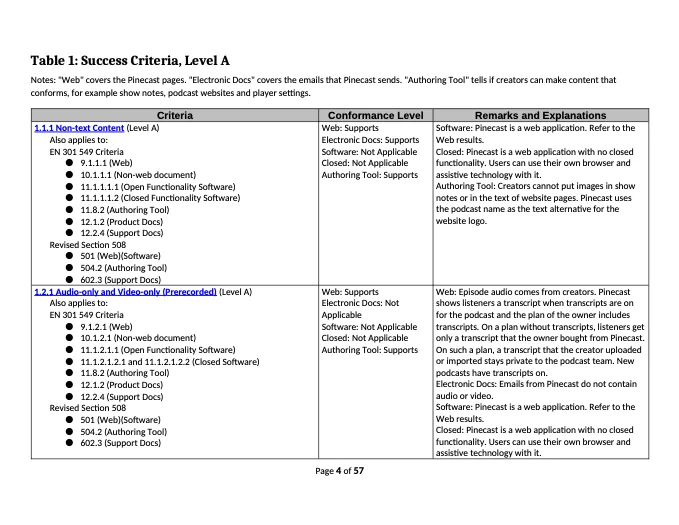 Table 1: Success Criteria, Level A
Notes: "Web" covers the Pinecast pages. "Electronic Docs" covers the emails that Pinecast sends. "Authoring Tool" tells if creators can make content that
conforms, for example show notes, podcast websites and player settings.
Criteria
Conformance Level
Remarks and Explanations
1.1.1 Non-text Content (Level A)
Also applies to:
EN 301 549 Criteria
● 9.1.1.1 (Web)
● 10.1.1.1 (Non-web document)
● 11.1.1.1.1 (Open Functionality Software)
● 11.1.1.1.2 (Closed Functionality Software)
● 11.8.2 (Authoring Tool)
● 12.1.2 (Product Docs)
● 12.2.4 (Support Docs)
Revised Section 508
● 501 (Web)(Software)
● 504.2 (Authoring Tool)
● 602.3 (Support Docs)
Web: Supports
Electronic Docs: Supports
Software: Not Applicable
Closed: Not Applicable
Authoring Tool: Supports
Software: Pinecast is a web application. Refer to the
Web results.
Closed: Pinecast is a web application with no closed
functionality. Users can use their own browser and
assistive technology with it.
Authoring Tool: Creators cannot put images in show
notes or in the text of website pages. Pinecast uses
the podcast name as the text alternative for the
website logo.
1.2.1 Audio-only and Video-only (Prerecorded) (Level A)
Also applies to:
EN 301 549 Criteria
● 9.1.2.1 (Web)
● 10.1.2.1 (Non-web document)
● 11.1.2.1.1 (Open Functionality Software)
● 11.1.2.1.2.1 and 11.1.2.1.2.2 (Closed Software)
● 11.8.2 (Authoring Tool)
● 12.1.2 (Product Docs)
● 12.2.4 (Support Docs)
Revised Section 508
● 501 (Web)(Software)
● 504.2 (Authoring Tool)
● 602.3 (Support Docs)
Web: Supports
Electronic Docs: Not
Applicable
Software: Not Applicable
Closed: Not Applicable
Authoring Tool: Supports
Web: Episode audio comes from creators. Pinecast
shows listeners a transcript when transcripts are on
for the podcast and the plan of the owner includes
transcripts. On a plan without transcripts, listeners get
only a transcript that the owner bought from Pinecast.
On such a plan, a transcript that the creator uploaded
or imported stays private to the podcast team. New
podcasts have transcripts on.
Electronic Docs: Emails from Pinecast do not contain
audio or video.
Software: Pinecast is a web application. Refer to the
Web results.
Closed: Pinecast is a web application with no closed
functionality. Users can use their own browser and
assistive technology with it.
Page 4 of 57